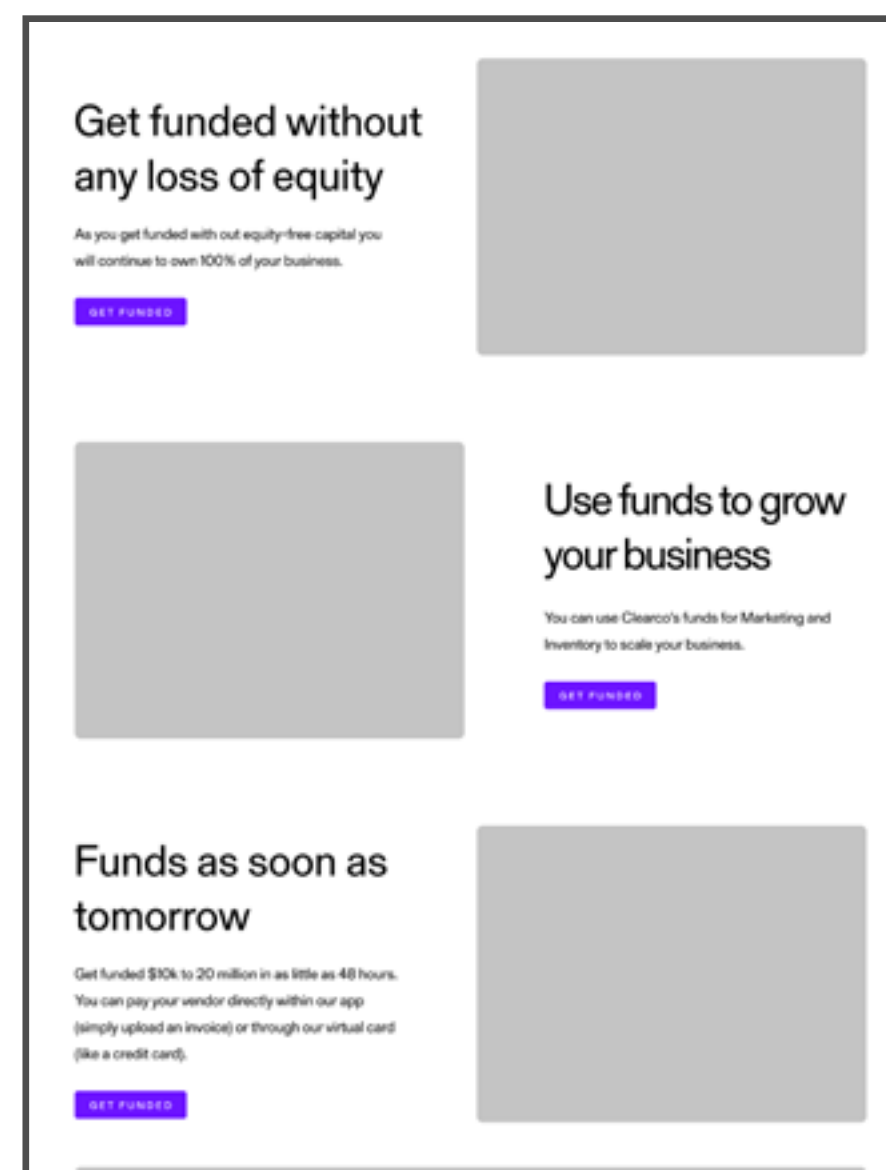 Get funded without
any loss of equity
As you get funded with out equity-free capital you
will continue to own 100% of your business.
GET FUNDED
Use funds to grow
your business
You can use Clearco's funds for Marketing and
Inventory to scale your business.
GET FUNDED
Funds as soon as
tomorrow
Get funded $10k to 20 million in as little as 48 hours.
You can pay your vendor directly within our app
(simply upload an invoice) or through our virtual card
(like a credit card).
GET FUNDED